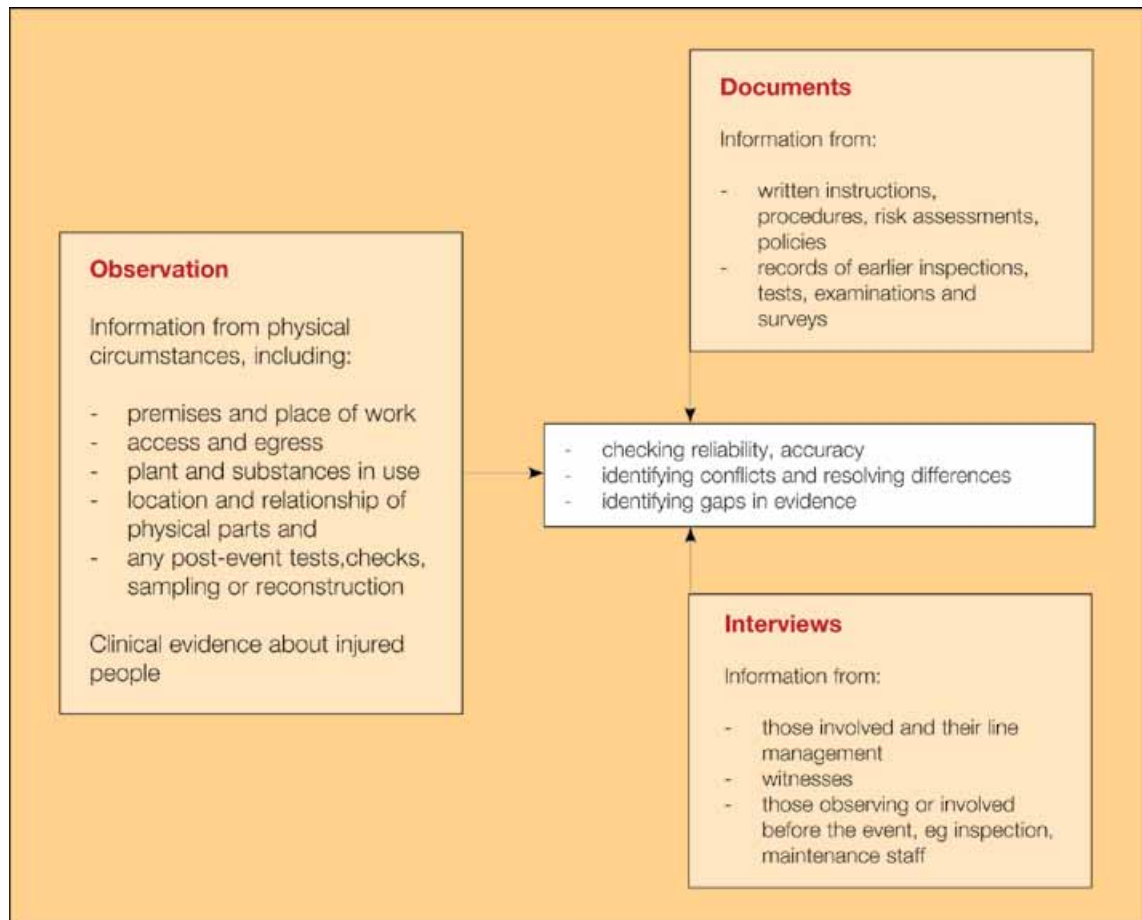 Documents
Information from:
- written instructions,
procedures, risk assessments,
policies
- records of earlier inspections,
tests, examinations and
surveys
Observation
Information from physical
circumstances, including:
- premises and place of work
- access and egress
- plant and substances in use
- location and relationship of
physical parts and
- any post-event tests,checks,
sampling or reconstruction
Clinical evidence about injured
people
- checking reliability, accuracy
- identifying conflicts and resolving differences
- identifying gaps in evidence
Interviews
Information from:
- those involved and their line
management
- witnesses
- those observing or involved
before the event, eg inspection,
maintenance staff